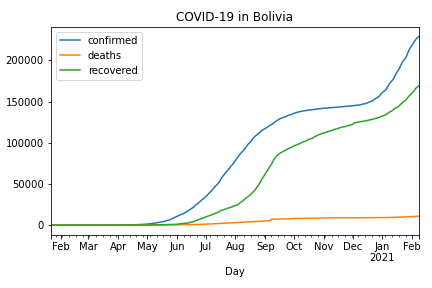 COVID-19 in Bolivia
confirmed
deaths
recovered
200000
150000
100000
50000
0
Feb Mar Apr May Jun Jul Aug Sep Oct Nov Dec Jan Feb
2021
Day